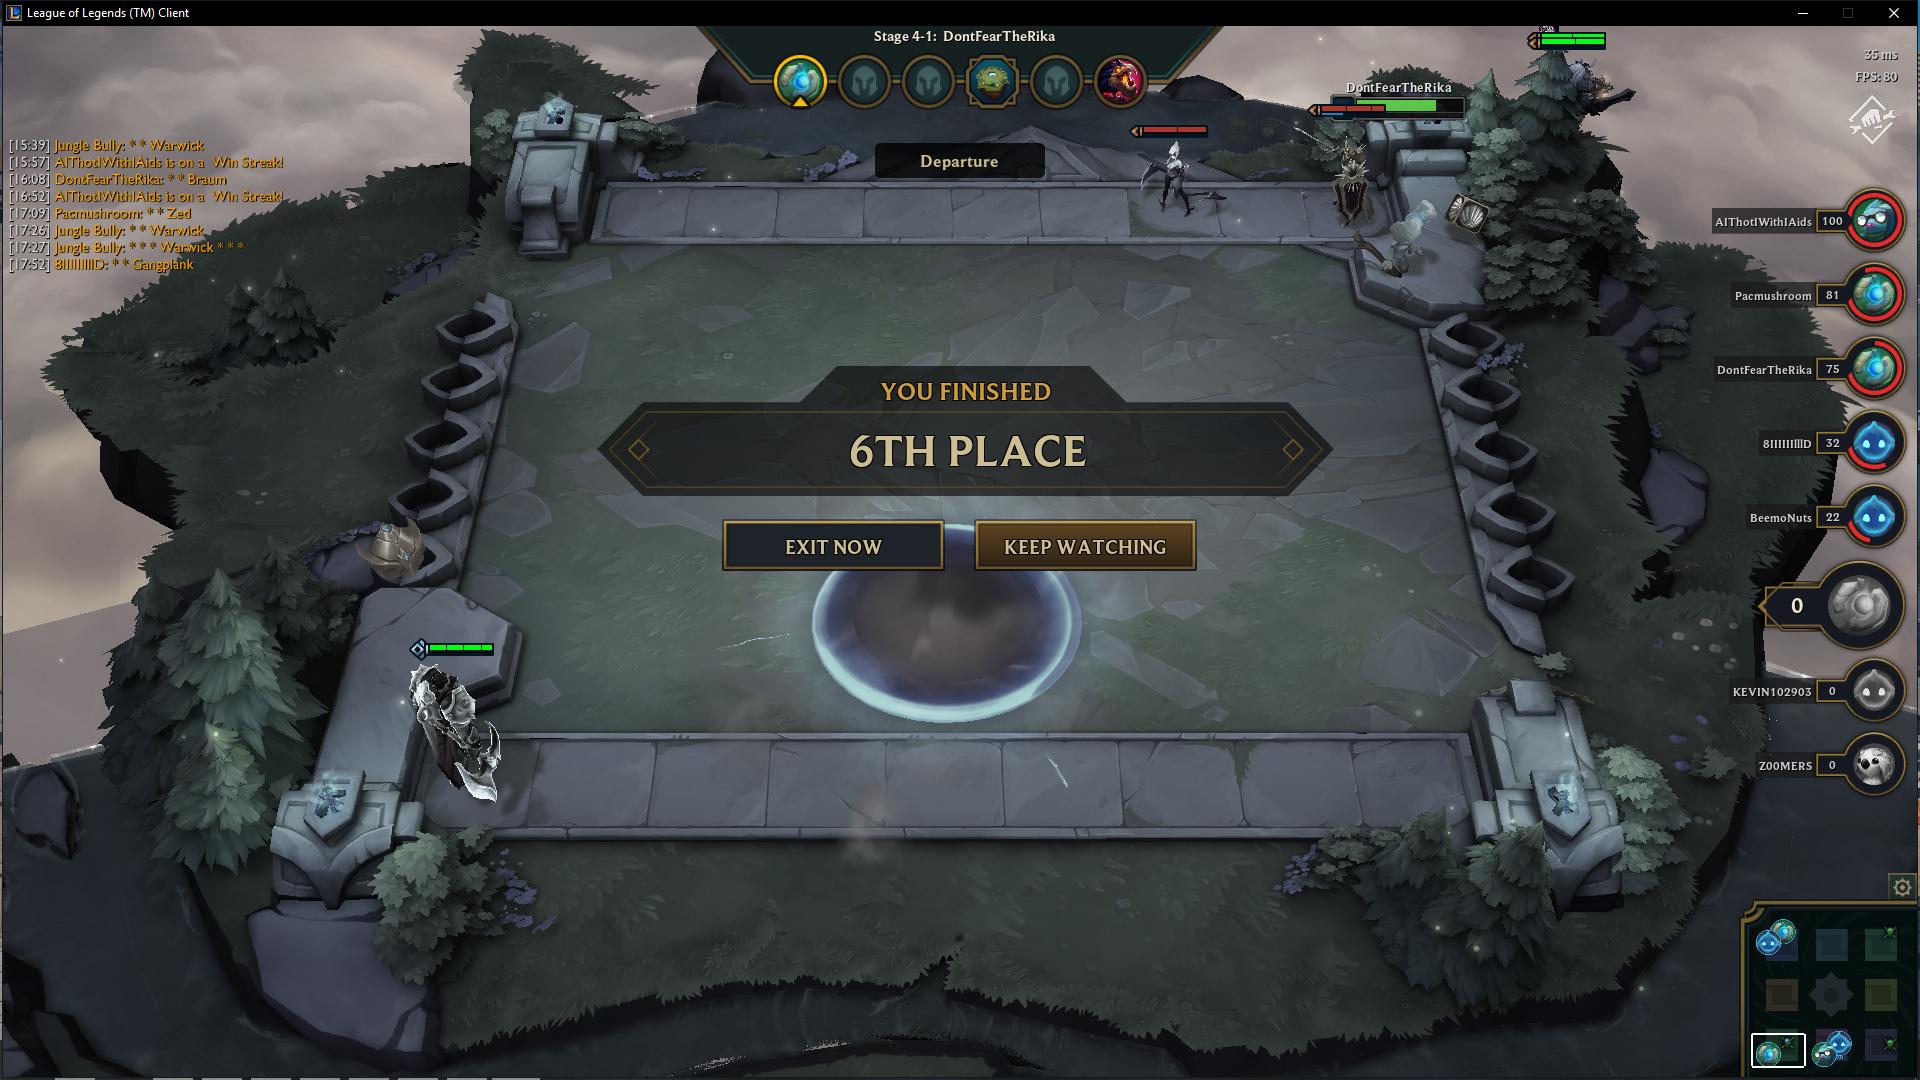 League of Legends (TM) Client
Stage 4-1: DontFearTheRika
35 ms
FPS: 80
DontFearTheRika
Departure
[15:39] Jungle Bully: * * Warwick
[15:57] AIThotIWithIAids is on a Win Streak!
[16:08] DontFearTheRika: * * Braum
[16:52] AIThotIWithIAids is on a Win Streak!
[17:09] Pacmushroom: * * Zed
[17:26] Jungle Bully: * * Warwick
[17:27] Jungle Bully: * * * Warwick * * *
[17:52] 8IIIIIIIIID: * * Gangplank
AIThotIWithIAids 100
Pacmushroom 81
DontFearTheRika 75
32
BeemoNuts 22
0
KEVIN102903 0
Z00MERS 0
YOU FINISHED
6TH PLACE
EXIT NOW
KEEP WATCHING